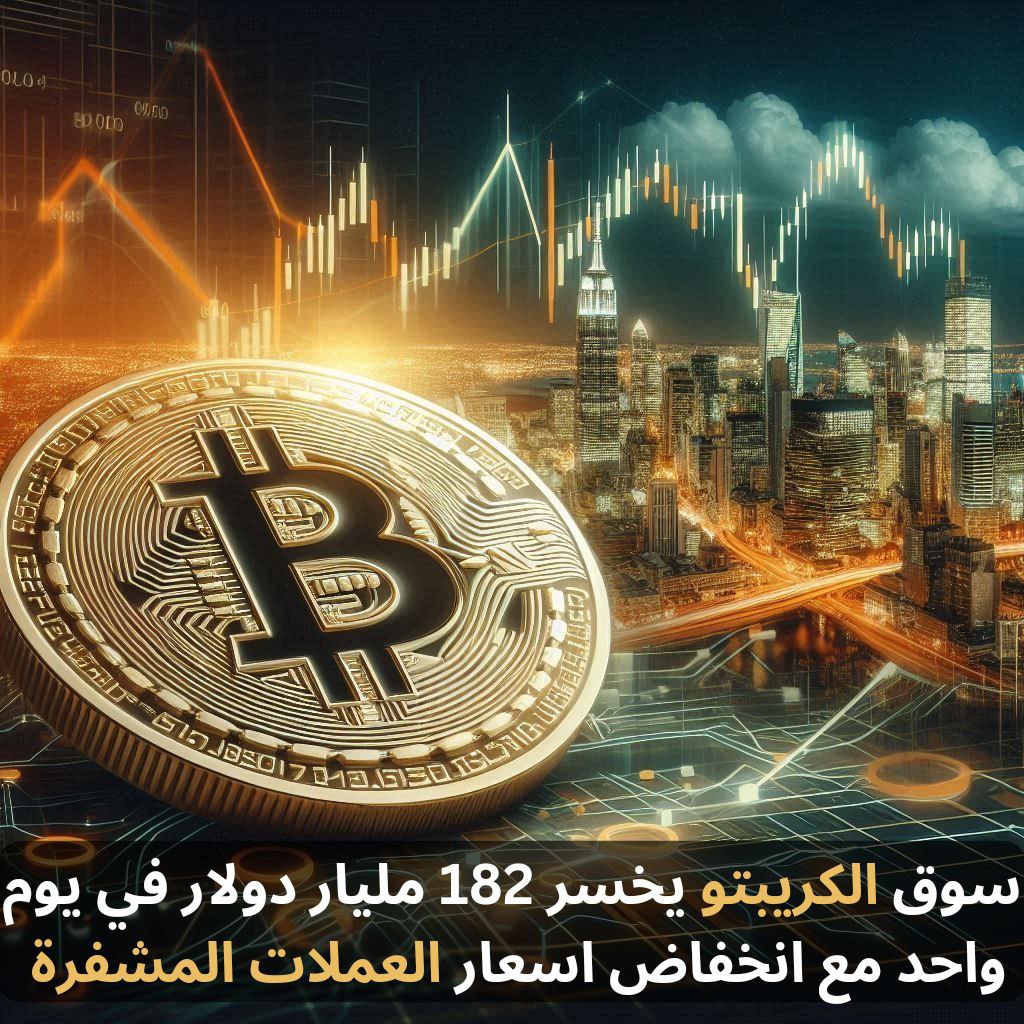 سوق الكريبتو يخسر 182 مليار دولار في يوم
واحد مع انخفاض اسعار العملات المشفرة